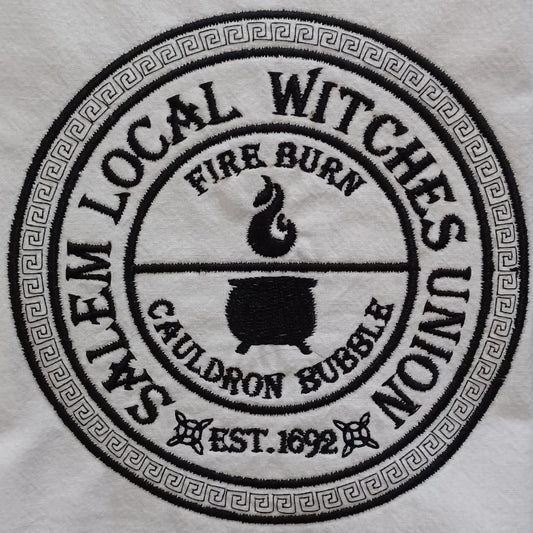 SALEM LOCAL WITCHES UNION
FIRE BURN
CAULDRON BUBBLE
EST. 1692